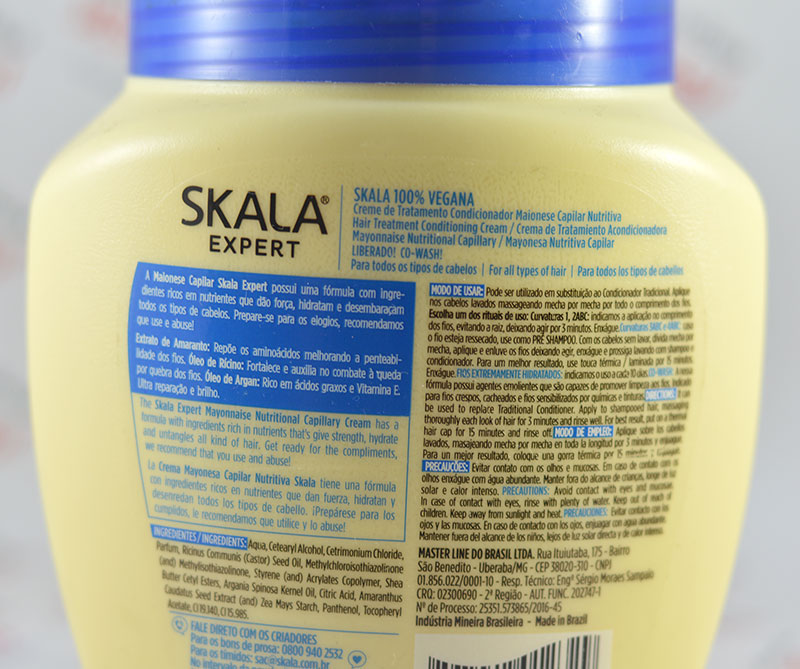 SKALA®
EXPERT
SKALA 100% VEGANA
Creme de Tratamento Condicionador Maionese Capilar Nutritiva
Hair Treatment Conditioning Cream / Crema de Tratamiento Acondicionadora
Mayonnaise Nutritional Capillary / Mayonesa Nutritiva Capilar
LIBERADO! CO-WASH!
Para todos os tipos de cabelos | For all types of hair | Para todos los tipos de cabellos
A Maionese Capilar Skala Expert possui uma fórmula com ingre-
dientes ricos em nutrientes que dão força, hidratam e desembaraçam
todos os tipos de cabelos. Prepare-se para os elogios, recomendamos
que use e abuse!
Extrato de Amaranto: Repõe os aminoácidos melhorando a penteabi-
lidade dos fios. Óleo de Rícino: Fortalece e auxilia no combate à queda
por quebra dos fios. Óleo de Argan: Rico em ácidos graxos e Vitamina E.
Ultra reparação e brilho.
The Skala Expert Mayonnaise Nutritional Capillary Cream has a
formula with ingredients rich in nutrients that's give strength, hydrate
and untangles all kind of hair. Get ready for the compliments,
we recommend that you use and abuse!
La Crema Mayonesa Capilar Nutritiva Skala tiene una fórmula
con ingredientes ricos en nutrientes que dan fuerza, hidratan y
desenredan todos los tipos de cabello. ¡Prepárese para los
cumplidos, le recomendamos que utilice y lo abuse!
INGREDIENTES / INGREDIENTS: Aqua, Cetearyl Alcohol, Cetrimonium Chloride,
Parfum, Ricinus Communis (Castor) Seed Oil, Methylchloroisothiazolinone
(and) Methylisothiazolinone, Styrene (and) Acrylates Copolymer, Shea
Butter Cetyl Esters, Argania Spinosa Kernel Oil, Citric Acid, Amaranthus
Caudatus Seed Extract (and) Zea Mays Starch, Panthenol, Tocopheryl
Acetate, CI 19.140, CI 15.985.
FALE DIRETO COM OS CRIADORES
Para os bons de prosa: 0800 940 2532
Para os tímidos: sac@skala.com.br
No intervalo de
MODO DE USAR: Pode ser utilizado em substituição ao Condicionador Tradicional. Aplique
nos cabelos lavados massageando mecha por mecha por todo o comprimento dos fios.
Escolha um dos rituais de uso: Curvaturas 1, 2ABC: indicamos a aplicação no comprimento
dos fios, evitando a raiz, deixando agir por 3 minutos. Enxágue. Curvaturas 3ABC e 4ABC: use
o fio esteja ressecado, use como PRÉ SHAMPOO. Com os cabelos sem lavar, divida mecha por
mecha, aplique e enluve os fios deixando agir, enxágue e prossiga lavando com shampoo e
condicionador. Para um melhor resultado, use touca térmica / laminada por 15 minutos.
Enxágue. FIOS EXTREMAMENTE HIDRATADOS: indicamos o uso a cada 10 dias. CO-WASH: A nossa
fórmula possui agentes emolientes que são capazes de promover limpeza aos fios. Indicado
para fios crespos, cacheados e fios sensibilizados por químicas e tinturas. DIRECTIONS: It can
be used to replace Traditional Conditioner. Apply to shampooed hair, massaging
thoroughly each look of hair for 3 minutes and rinse well. For best result, put on a thermal
hair cap for 15 minutes and rinse off. MODO DE EMPLEO: Aplique sobre los cabellos
lavados, masajeando mecha por mecha en toda la longitud por 3 minutos y enjuague.
Para un mejor resultado, coloque una gorra térmica por 15 minutos y enjuague.
PRECAUÇÕES: Evitar contato com os olhos e mucosas. Em caso de contato com os
olhos enxágue com água abundante. Manter fora do alcance de crianças, longe de luz
solar e calor intenso. PRECAUTIONS: Avoid contact with eyes and mucosas.
In case of contact with eyes, rinse with plenty of water. Keep out of reach of
children. Keep away from sunlight and heat. PRECAUCIONES: Evitar contacto con los
ojos y las mucosas. En caso de contacto con los ojos, enjuagar con agua abundante.
Mantener fuera del alcance de los niños, lejos de luz solar directa y de calor intenso.
MASTER LINE DO BRASIL LTDA. Rua Ituiutaba, 175 - Bairro
São Benedito - Uberaba/MG - CEP 38020-310 - CNPJ
01.856.022/0001-10 - Resp. Técnico: Engº Sérgio Moraes Sampaio
CRQ: 02300690 - 2ª Região - AUT. FUNC. 202747-1
Nº de Processo: 25351.573865/2016-45
Indústria Mineira Brasileira - Made in Brazil